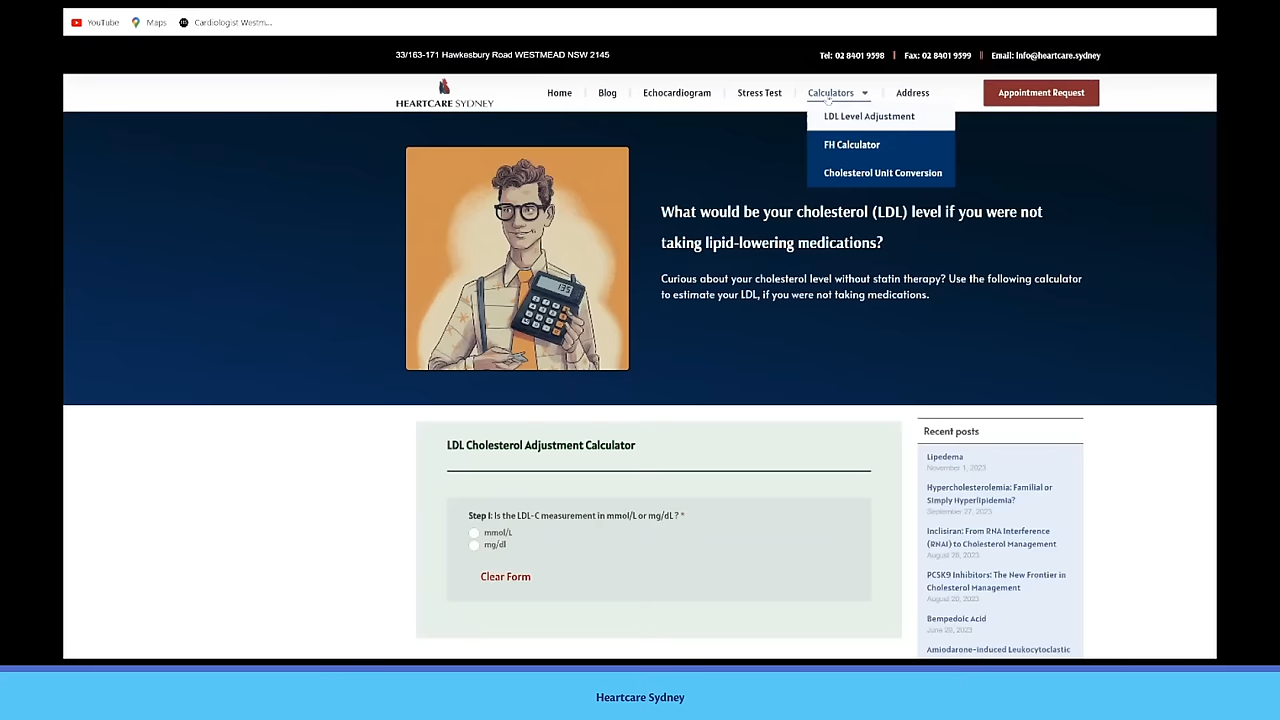 YouTube
Maps
Cardiologist Westm...
33/163-171 Hawkesbury Road WESTMEAD NSW 2145
Tel: 02 8401 9598 | Fax: 02 8401 9599 || Email: info@heartcare.sydney
HEARTCARE SYDNEY
Home
Blog
Echocardiogram
Stress Test
Calculators
Address
Appointment Request
LDL Level Adjustment
FH Calculator
Cholesterol Unit Conversion
135
What would be your cholesterol (LDL) level if you were not
taking lipid-lowering medications?
Curious about your cholesterol level without statin therapy? Use the following calculator
to estimate your LDL, if you were not taking medications.
LDL Cholesterol Adjustment Calculator
Step 1: Is the LDL-C measurement in mmol/L or mg/dL? *
mmol/L
mg/dl
Clear Form
Recent posts
Lipedema
November 1, 2023
Hypercholesterolemia: Familial or
Simply Hyperlipidemia?
September 27, 2023
Inclisiran: From RNA Interference
(RNAi) to Cholesterol Management
August 28, 2023
PCSK9 Inhibitors: The New Frontier in
Cholesterol Management
August 26, 2023
Bempedoic Acid
June 29, 2023
Amiodarone-induced Leukocytoclastic
Heartcare Sydney